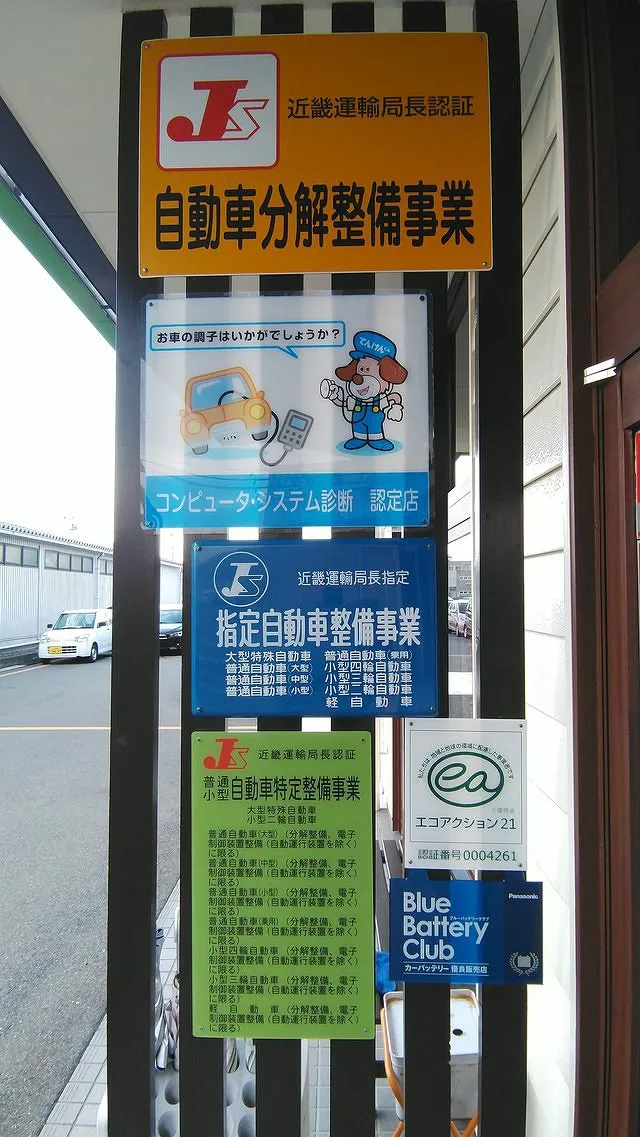 JS
近畿運輸局長認証
自動車分解整備事業
お車の調子はいかがでしょうか?
てんけんくん
コンピュータ・システム診断 認定店
JS
近畿運輸局長指定
指定自動車整備事業
大型特殊自動車 普通自動車(乗用)
普通自動車(大型) 小型四輪自動車
普通自動車(中型) 小型三輪自動車
普通自動車(小型) 小型二輪自動車
軽自動車
JS
近畿運輸局長認証
普通
小型
自動車特定整備事業
大型特殊自動車
小型二輪自動車
普通自動車(大型)(分解整備、電子
制御装置整備(自動運行装置を除く)
に限る)
普通自動車(中型)(分解整備、電子
制御装置整備(自動運行装置を除く)
に限る)
普通自動車(小型)(分解整備、電子
制御装置整備(自動運行装置を除く)
に限る)
普通自動車(乗用)(分解整備、電子
制御装置整備(自動運行装置を除く)
に限る)
小型四輪自動車(分解整備、電子
制御装置整備(自動運行装置を除く)
に限る)
小型三輪自動車(分解整備、電子
制御装置整備(自動運行装置を除く)
に限る)
軽自動車(分解整備、電子
制御装置整備(自動運行装置を除く)
に限る)
私たちは、地域と地球の環境に配慮した事業者です
ea
エコアクション21
認証番号0004261
Panasonic
Blue
ブルーバッテリークラブ
Battery
Club
カーバッテリー 優良販売店